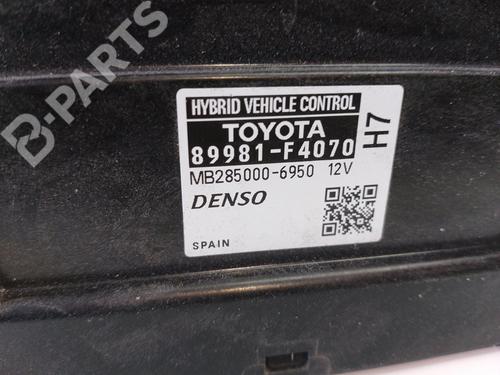 B-PARTS
HYBRID VEHICLE CONTROL
TOYOTA
89981-F4070
H7
MB285000-6950 12V
DENSO
SPAIN